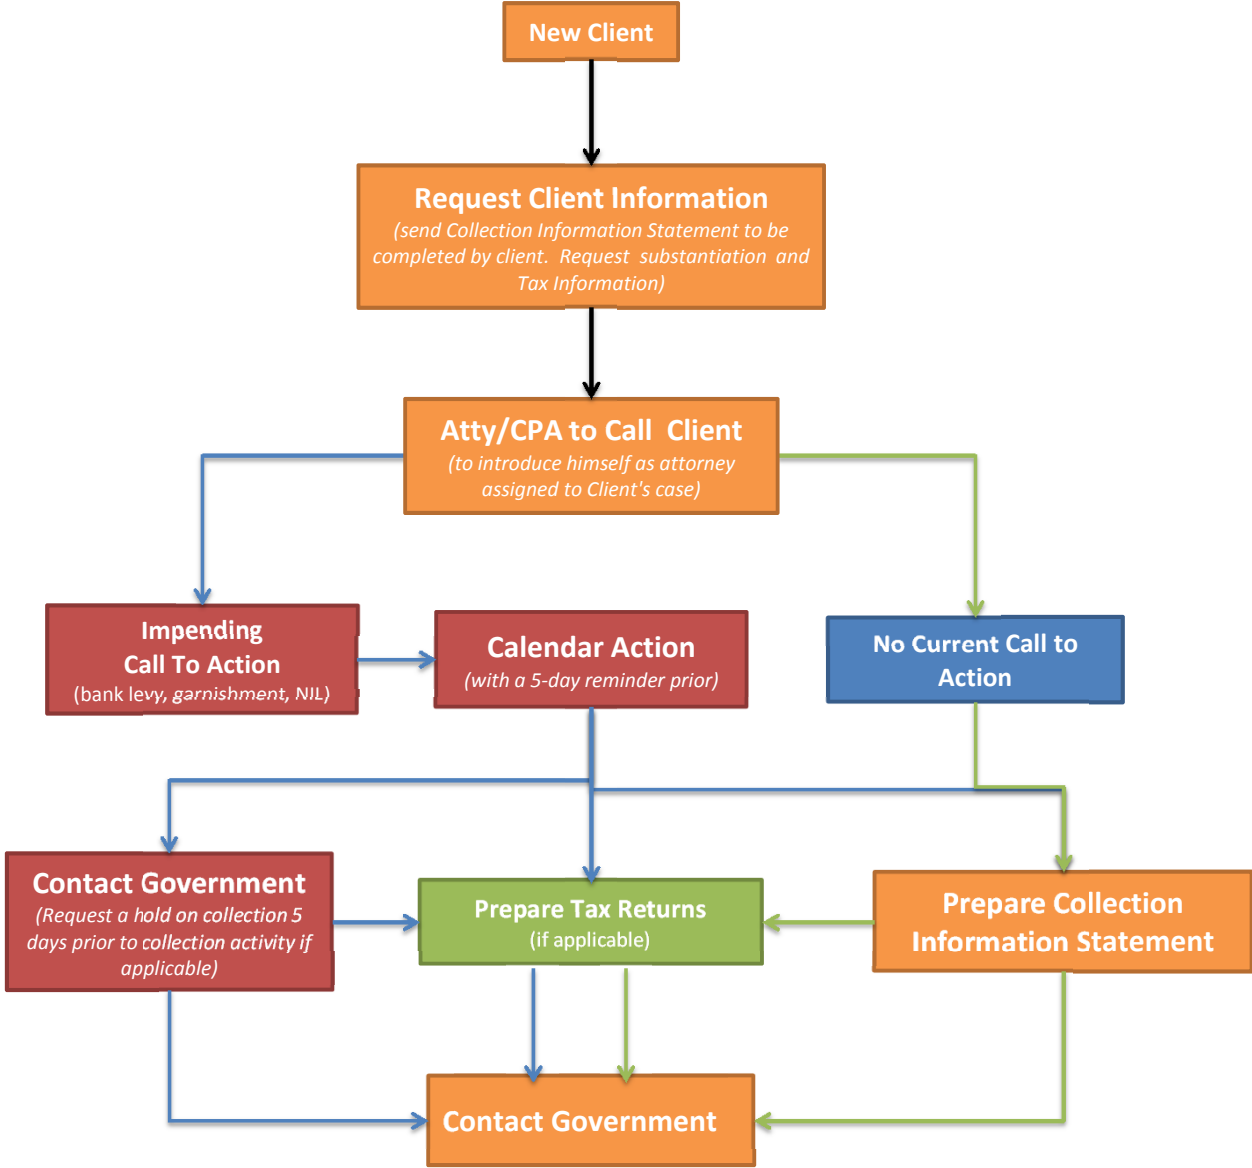 New Client
Request Client Information
(send Collection Information Statement to be
completed by client. Request substantiation and
Tax Information)
Atty/CPA to Call Client
(to introduce himself as attorney
assigned to Client's case)
Impending
Call To Action
(bank levy, garnishment, NIL)
Calendar Action
(with a 5-day reminder prior)
No Current Call to
Action
Contact Government
(Request a hold on collection 5
days prior to collection activity if
applicable)
Prepare Tax Returns
(if applicable)
Prepare Collection
Information Statement
Contact Government